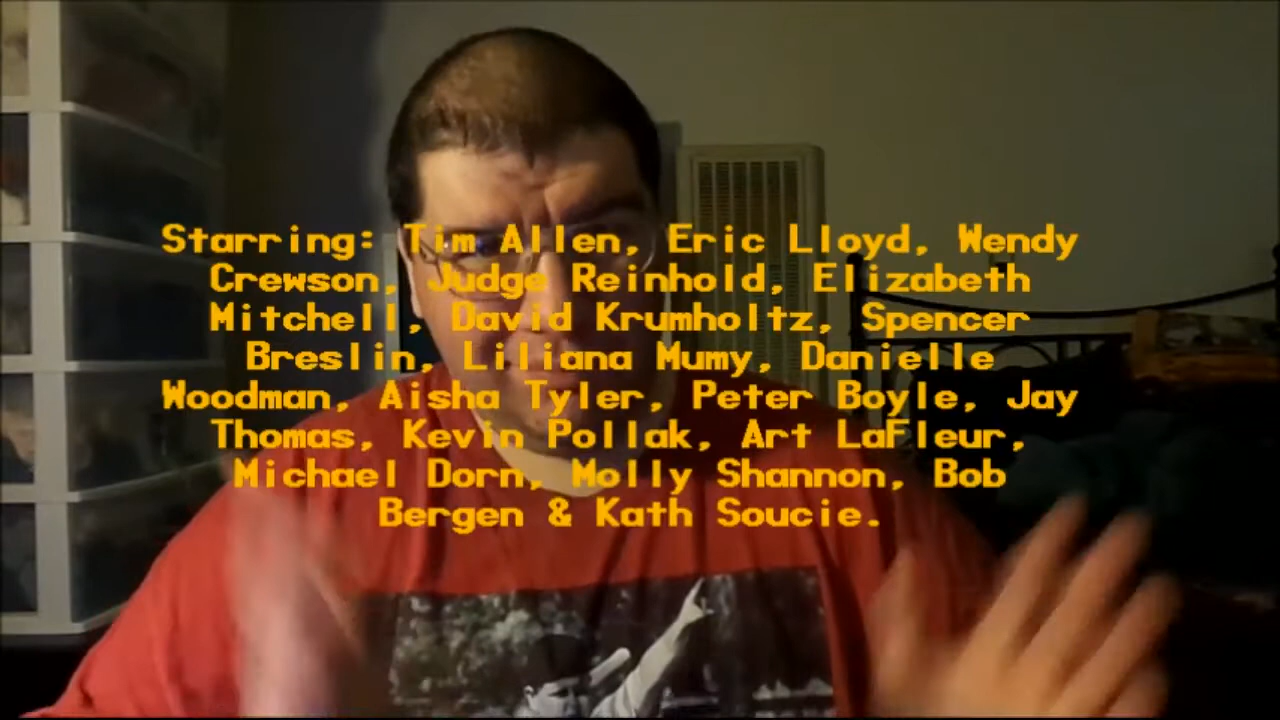 Starring: Tim Allen, Eric Lloyd, Wendy
Crewson, Judge Reinhold, Elizabeth
Mitchell, David Krumholtz, Spencer
Breslin, Liliana Mumy, Danielle
Woodman, Aisha Tyler, Peter Boyle, Jay
Thomas, Kevin Pollak, Art LaFleur,
Michael Dorn, Molly Shannon, Bob
Bergen & Kath Soucie.